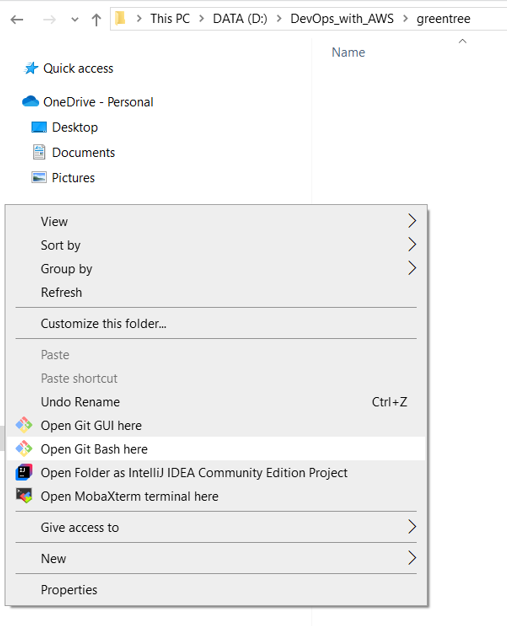 This PC > DATA (D:) > DevOps_with_AWS > greentree
Name
Quick access
OneDrive - Personal
Desktop
Documents
Pictures
View
Sort by
Group by
Refresh
Customize this folder...
Paste
Paste shortcut
Undo Rename Ctrl+Z
Open Git GUI here
Open Git Bash here
Open Folder as IntelliJ IDEA Community Edition Project
Open MobaXterm terminal here
Give access to
New
Properties